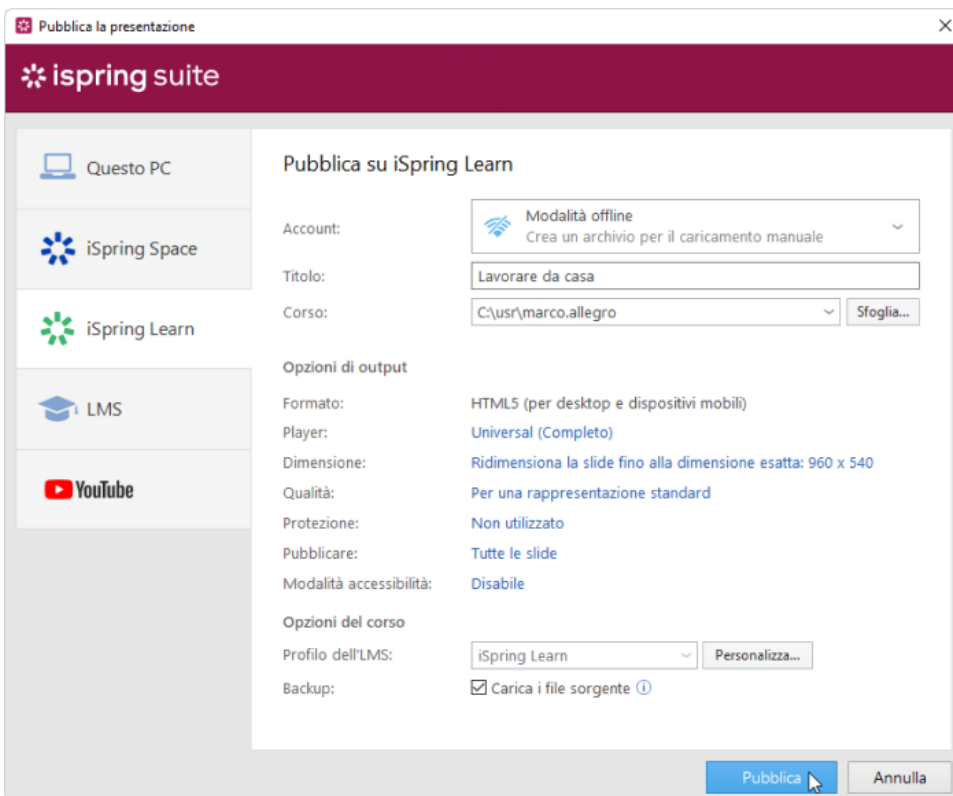 Pubblica la presentazione
ispring suite
Questo PC
iSpring Space
iSpring Learn
LMS
YouTube
Pubblica su iSpring Learn
Account:
Modalità offline
Crea un archivio per il caricamento manuale
Titolo:
Lavorare da casa
Corso:
C:\usr\marco.allegro
Sfoglia...
Opzioni di output
Formato:
HTML5 (per desktop e dispositivi mobili)
Player:
Universal (Completo)
Dimensione:
Ridimensiona la slide fino alla dimensione esatta: 960 x 540
Qualità:
Per una rappresentazione standard
Protezione:
Non utilizzato
Pubblicare:
Tutte le slide
Modalità accessibilità:
Disabile
Opzioni del corso
Profilo dell'LMS:
iSpring Learn
Personalizza...
Backup:
Carica i file sorgente
Pubblica
Annulla